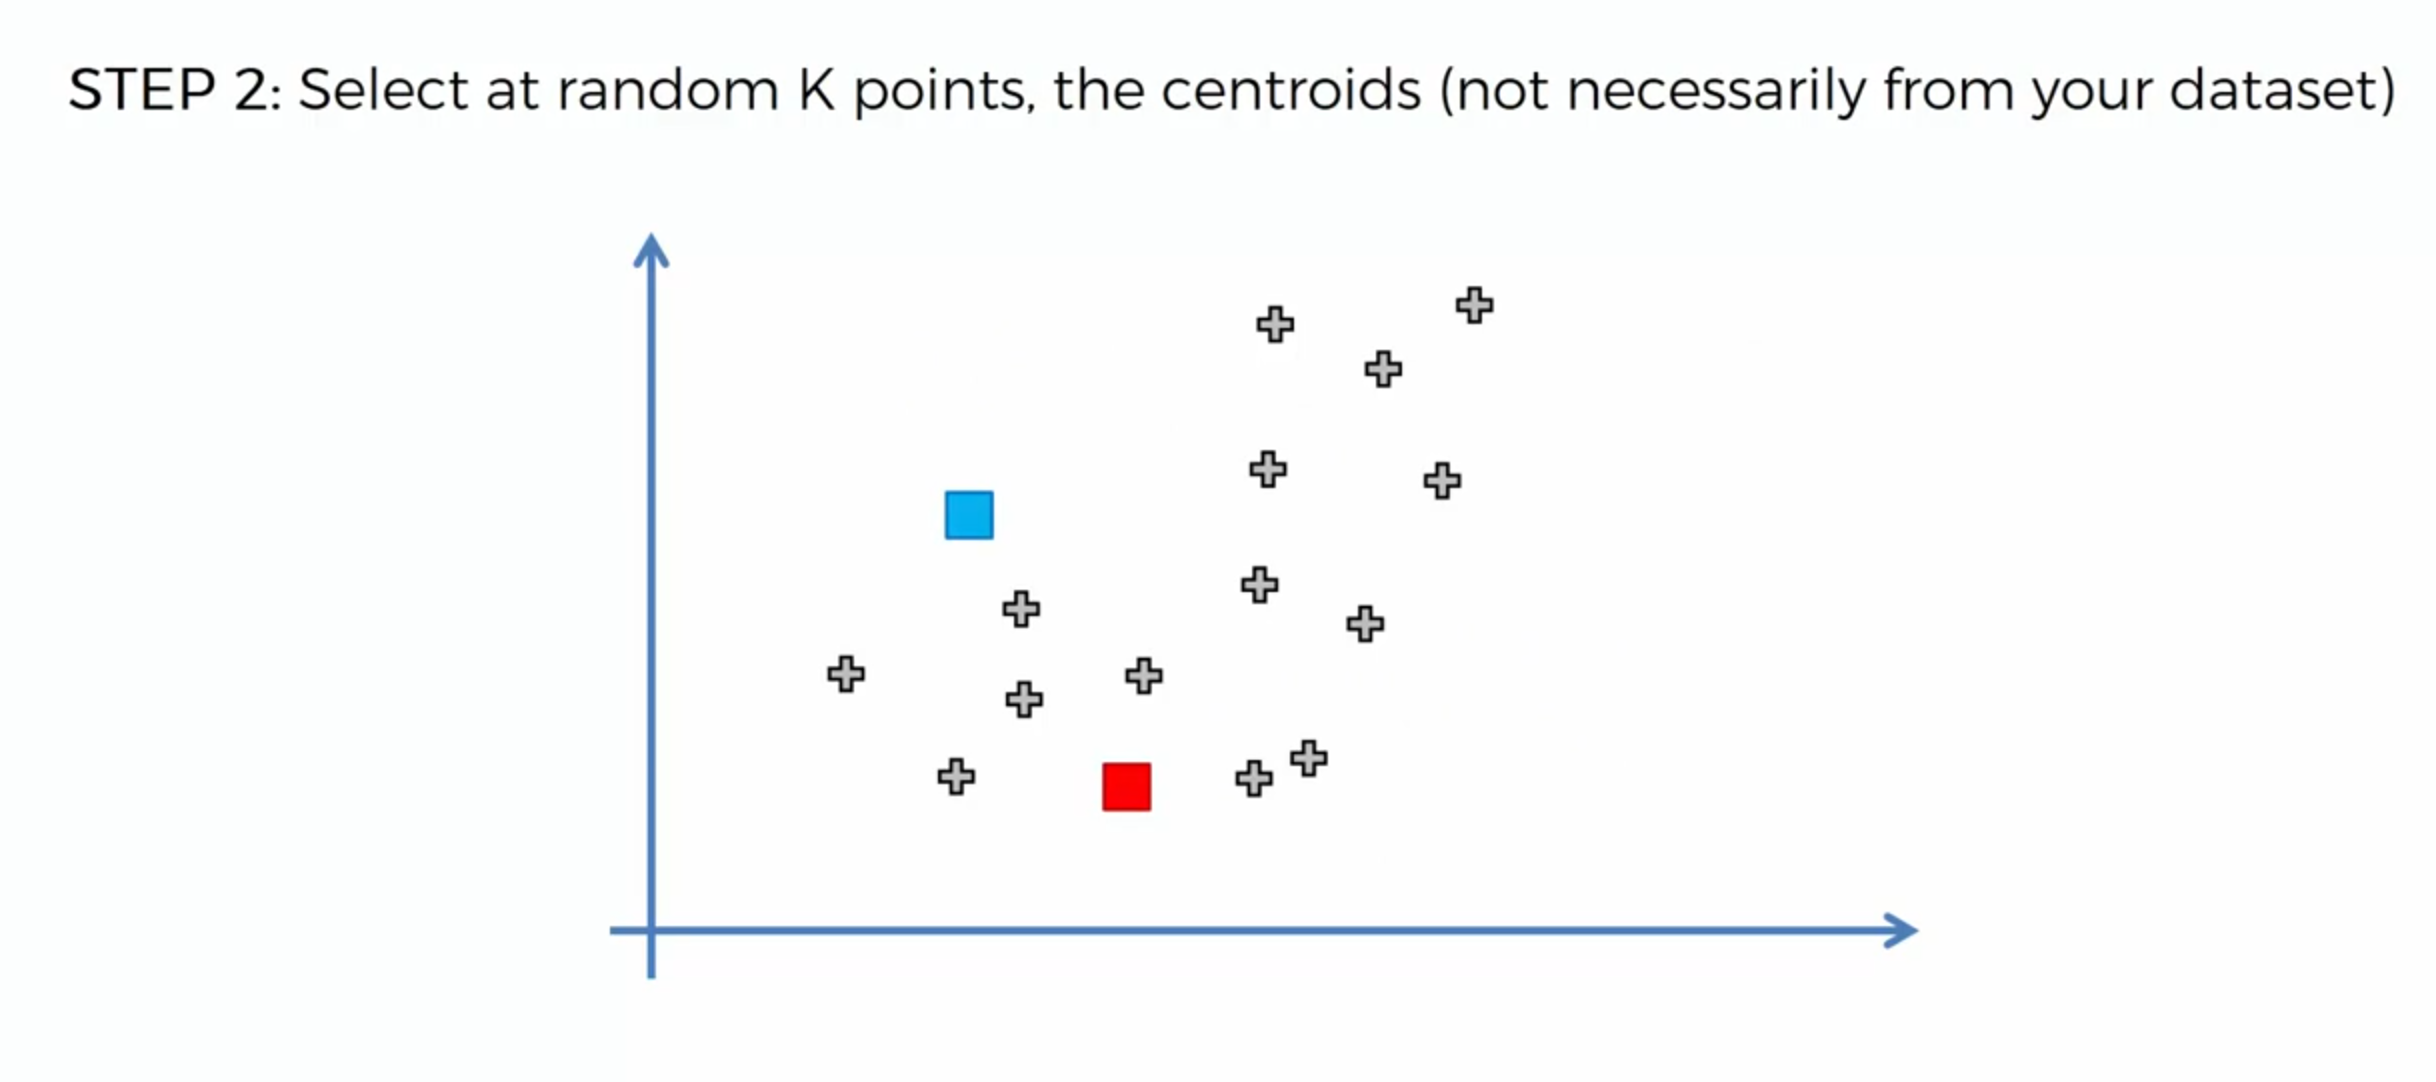 STEP 2: Select at random K points, the centroids (not necessarily from your dataset)